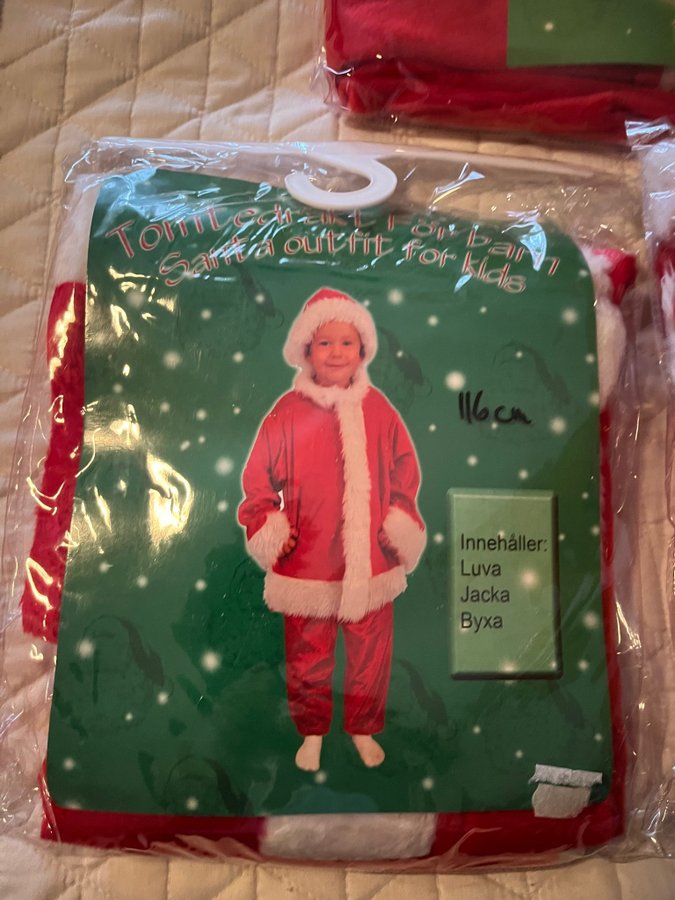 Tomtedräkt för barn
Santa outfit for kids
116 cm
Innehåller:
Luva
Jacka
Byxa